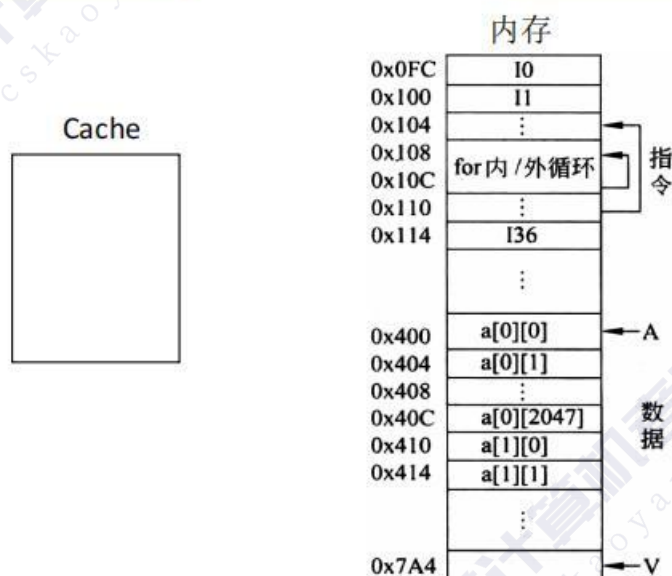 内存
0x0FC I0
0x100 I1
Cache
0x104 ⋮
0x108
for内/外循环
指令
0x10C
0x110 ⋮
0x114 I36
⋮
0x400 a[0][0] A
0x404 a[0][1]
0x408 ⋮
0x40C a[0][2047]
数据
0x410 a[1][0]
0x414 a[1][1]
⋮
0x7A4 V